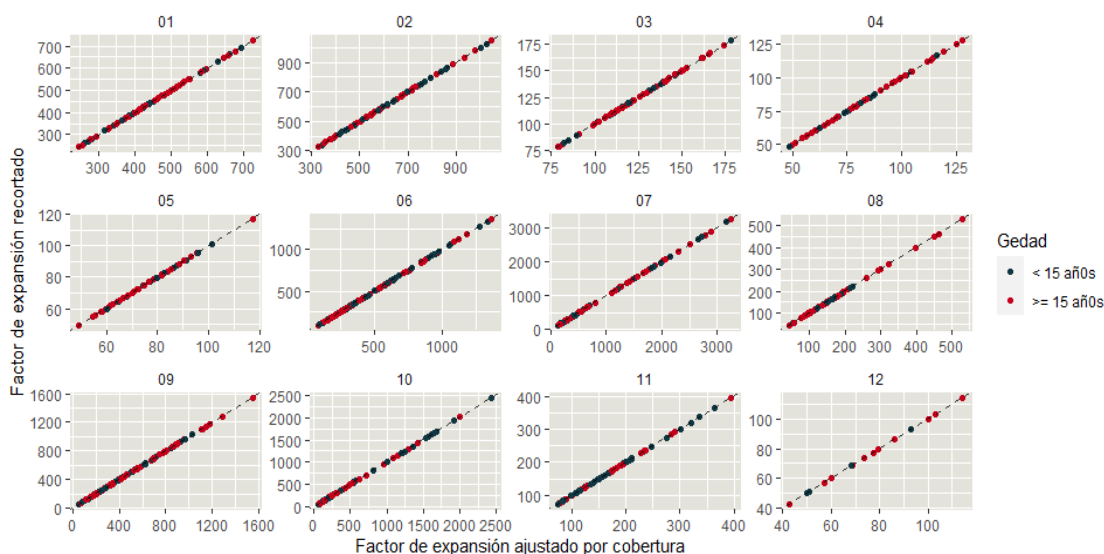 01 02 03 04
700 600 500 400 300
300 400 500 600 700
900 700 500 300
300 500 700 900
175 150 125 100 75
75 100 125 150 175
125 100 75 50
50 75 100 125
05 06 07 08
120 100 80 60
60 80 100 120
1000 500
500 1000
3000 2000 1000 0
0 1000 2000 3000
500 400 300 200 100
100 200 300 400 500
09 10 11 12
1600 1200 800 400 0
0 400 800 1200 1600
2500 2000 1500 1000 500 0
0 500 1000 1500 2000 2500
400 300 200 100
100 200 300 400
100 80 60 40
40 60 80 100
Factor de expansión recortado
Factor de expansión ajustado por cobertura
Gedad
< 15 añ0s
>= 15 añ0s